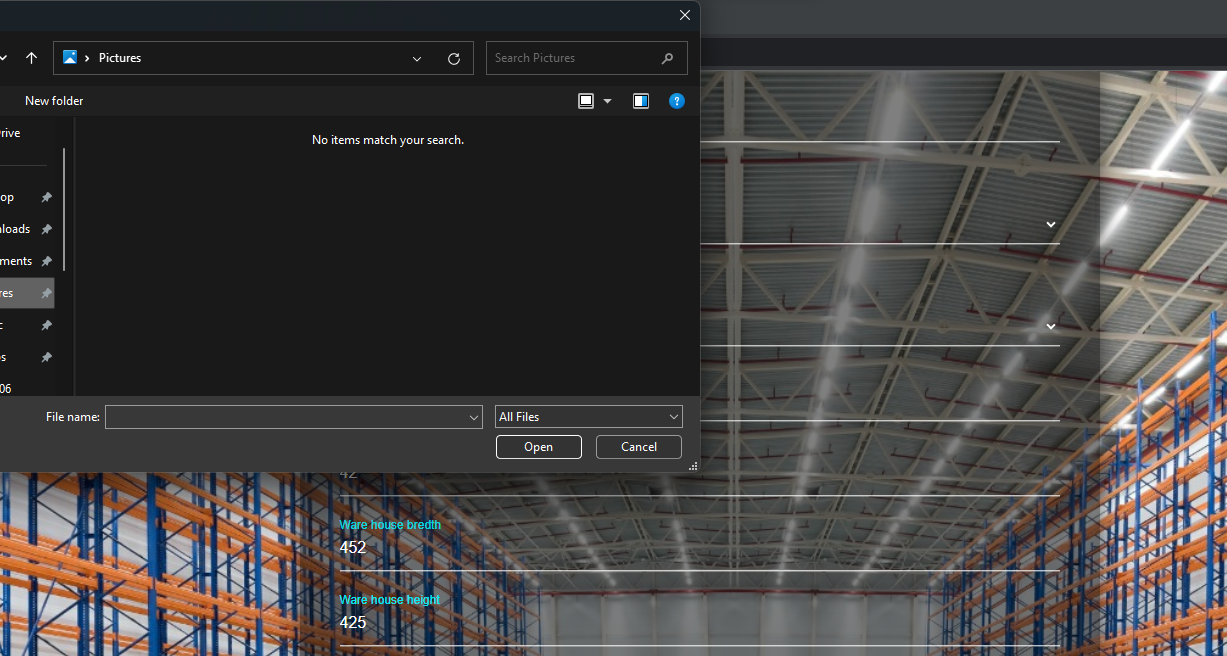 Pictures
Search Pictures
New folder
No items match your search.
rive
op
nloads
ments
res
c
s
06
File name:
All Files
Open
Cancel
42
Ware house bredth
452
Ware house height
425